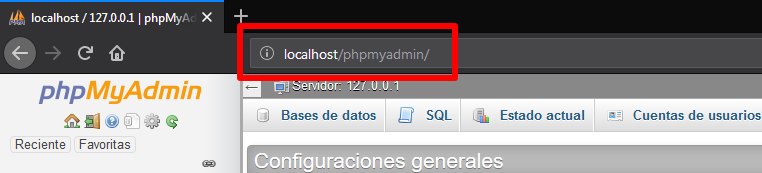 localhost / 127.0.0.1 | phpMyAd
localhost/phpmyadmin/
phpMyAdmin
Servidor: 127.0.0.1
Bases de datos SQL Estado actual Cuentas de usuarios
Reciente Favoritas
Configuraciones generales